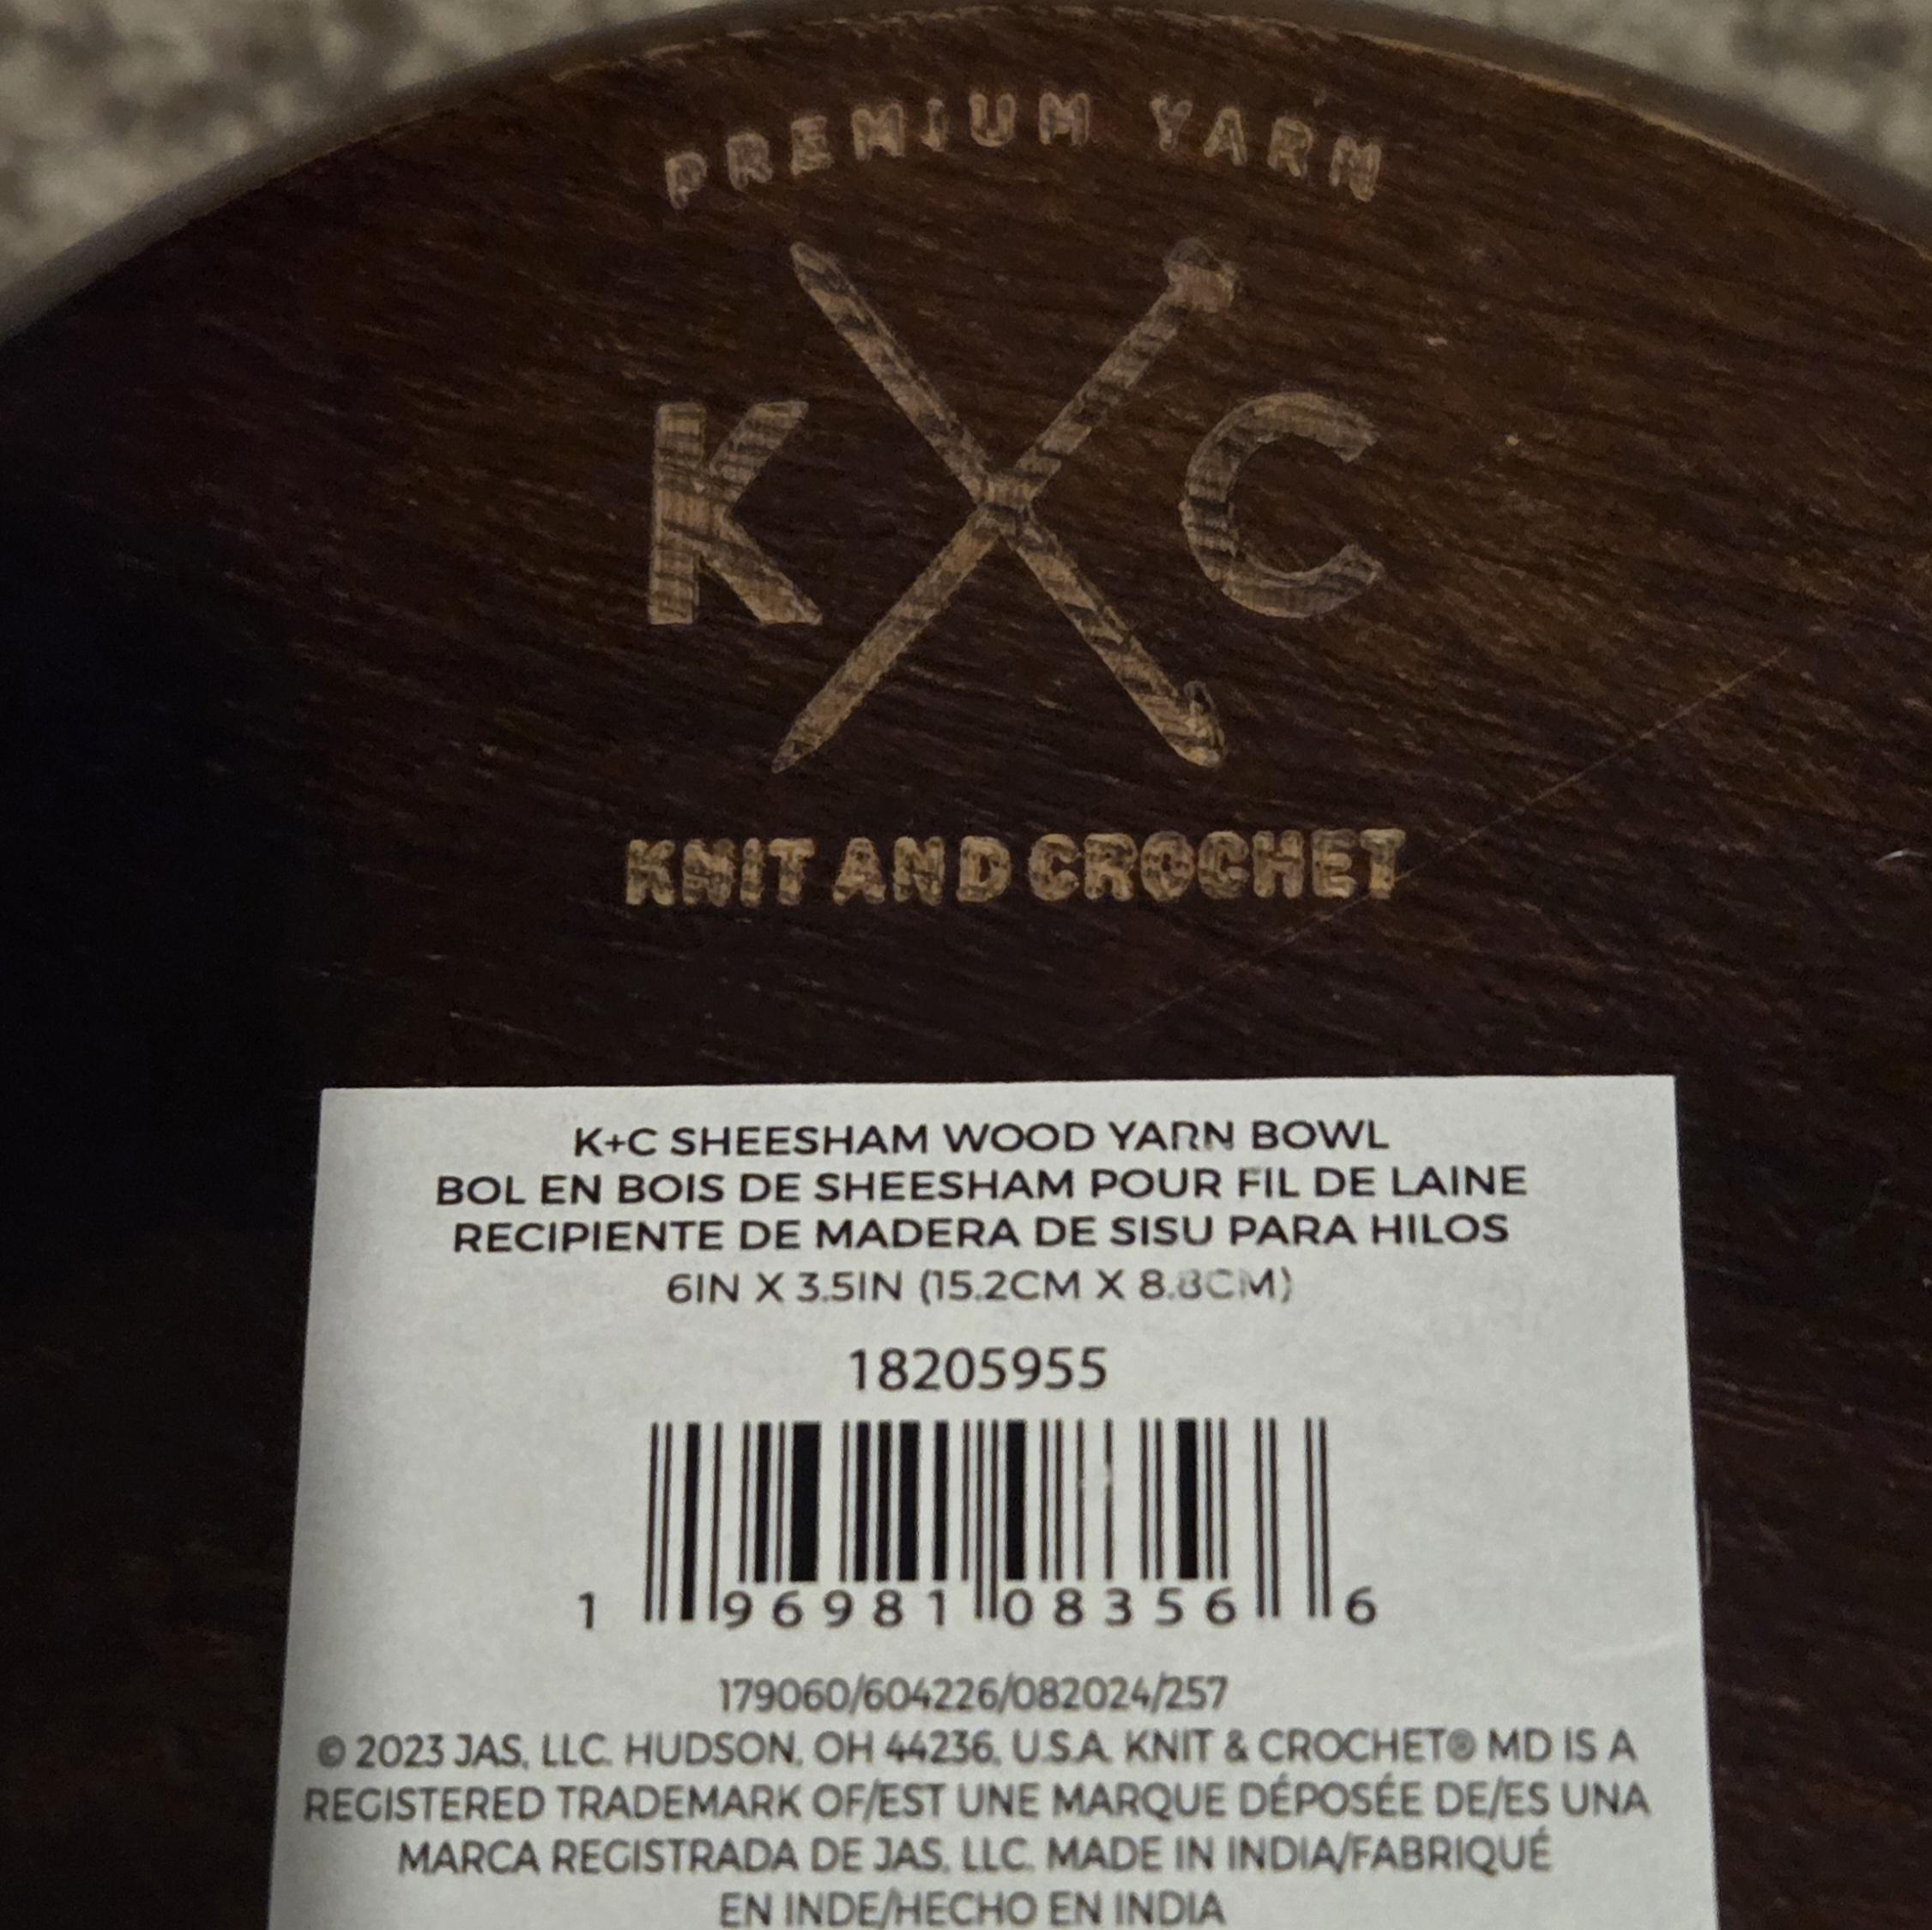 PREMIUM YARN
K C
KNIT AND CROCHET
K+C SHEESHAM WOOD YARN BOWL
BOL EN BOIS DE SHEESHAM POUR FIL DE LAINE
RECIPIENTE DE MADERA DE SISU PARA HILOS
6IN X 3.5IN (15.2CM X 8.8CM)
18205955
1 96981 08356 6
179060/604226/082024/257
© 2023 JAS, LLC. HUDSON, OH 44236, U.S.A. KNIT & CROCHET® MD IS A
REGISTERED TRADEMARK OF/EST UNE MARQUE DÉPOSÉE DE/ES UNA
MARCA REGISTRADA DE JAS, LLC. MADE IN INDIA/FABRIQUÉ
EN INDE/HECHO EN INDIA